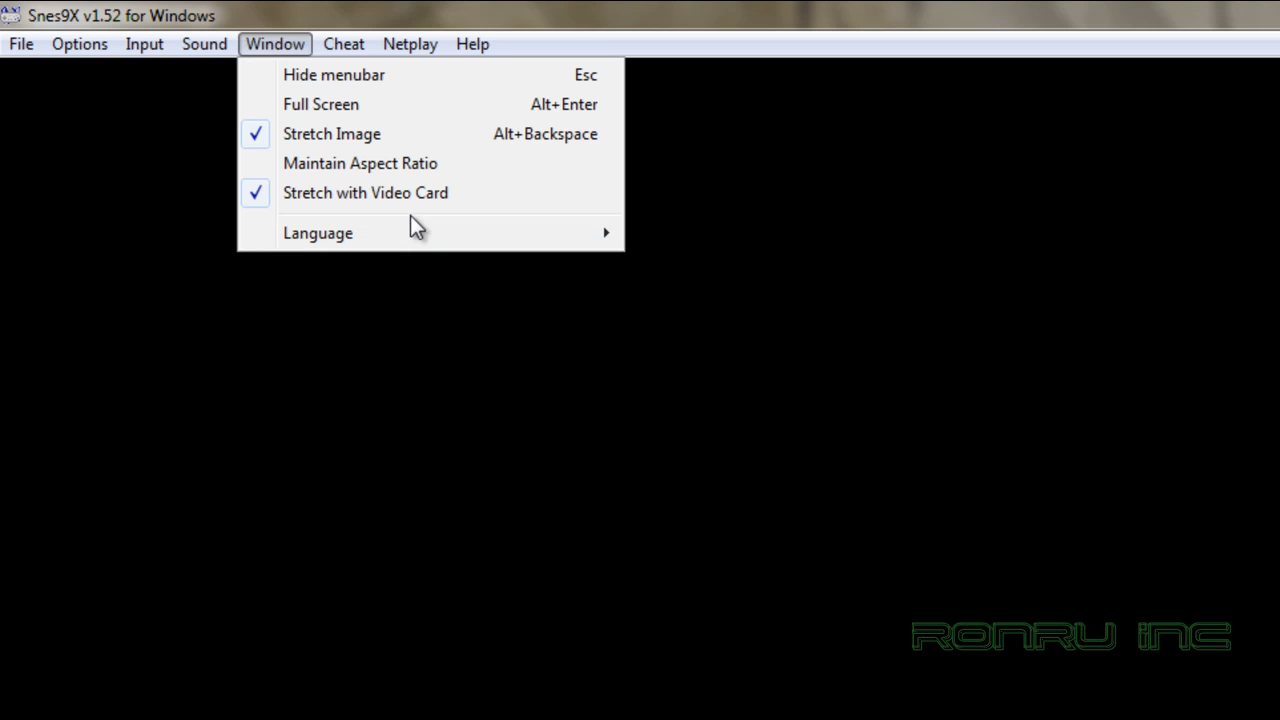 Snes9X v1.52 for Windows
File Options Input Sound Window Cheat Netplay Help
Hide menubar Esc
Full Screen Alt+Enter
Stretch Image Alt+Backspace
Maintain Aspect Ratio
Stretch with Video Card
Language
RONRU INC